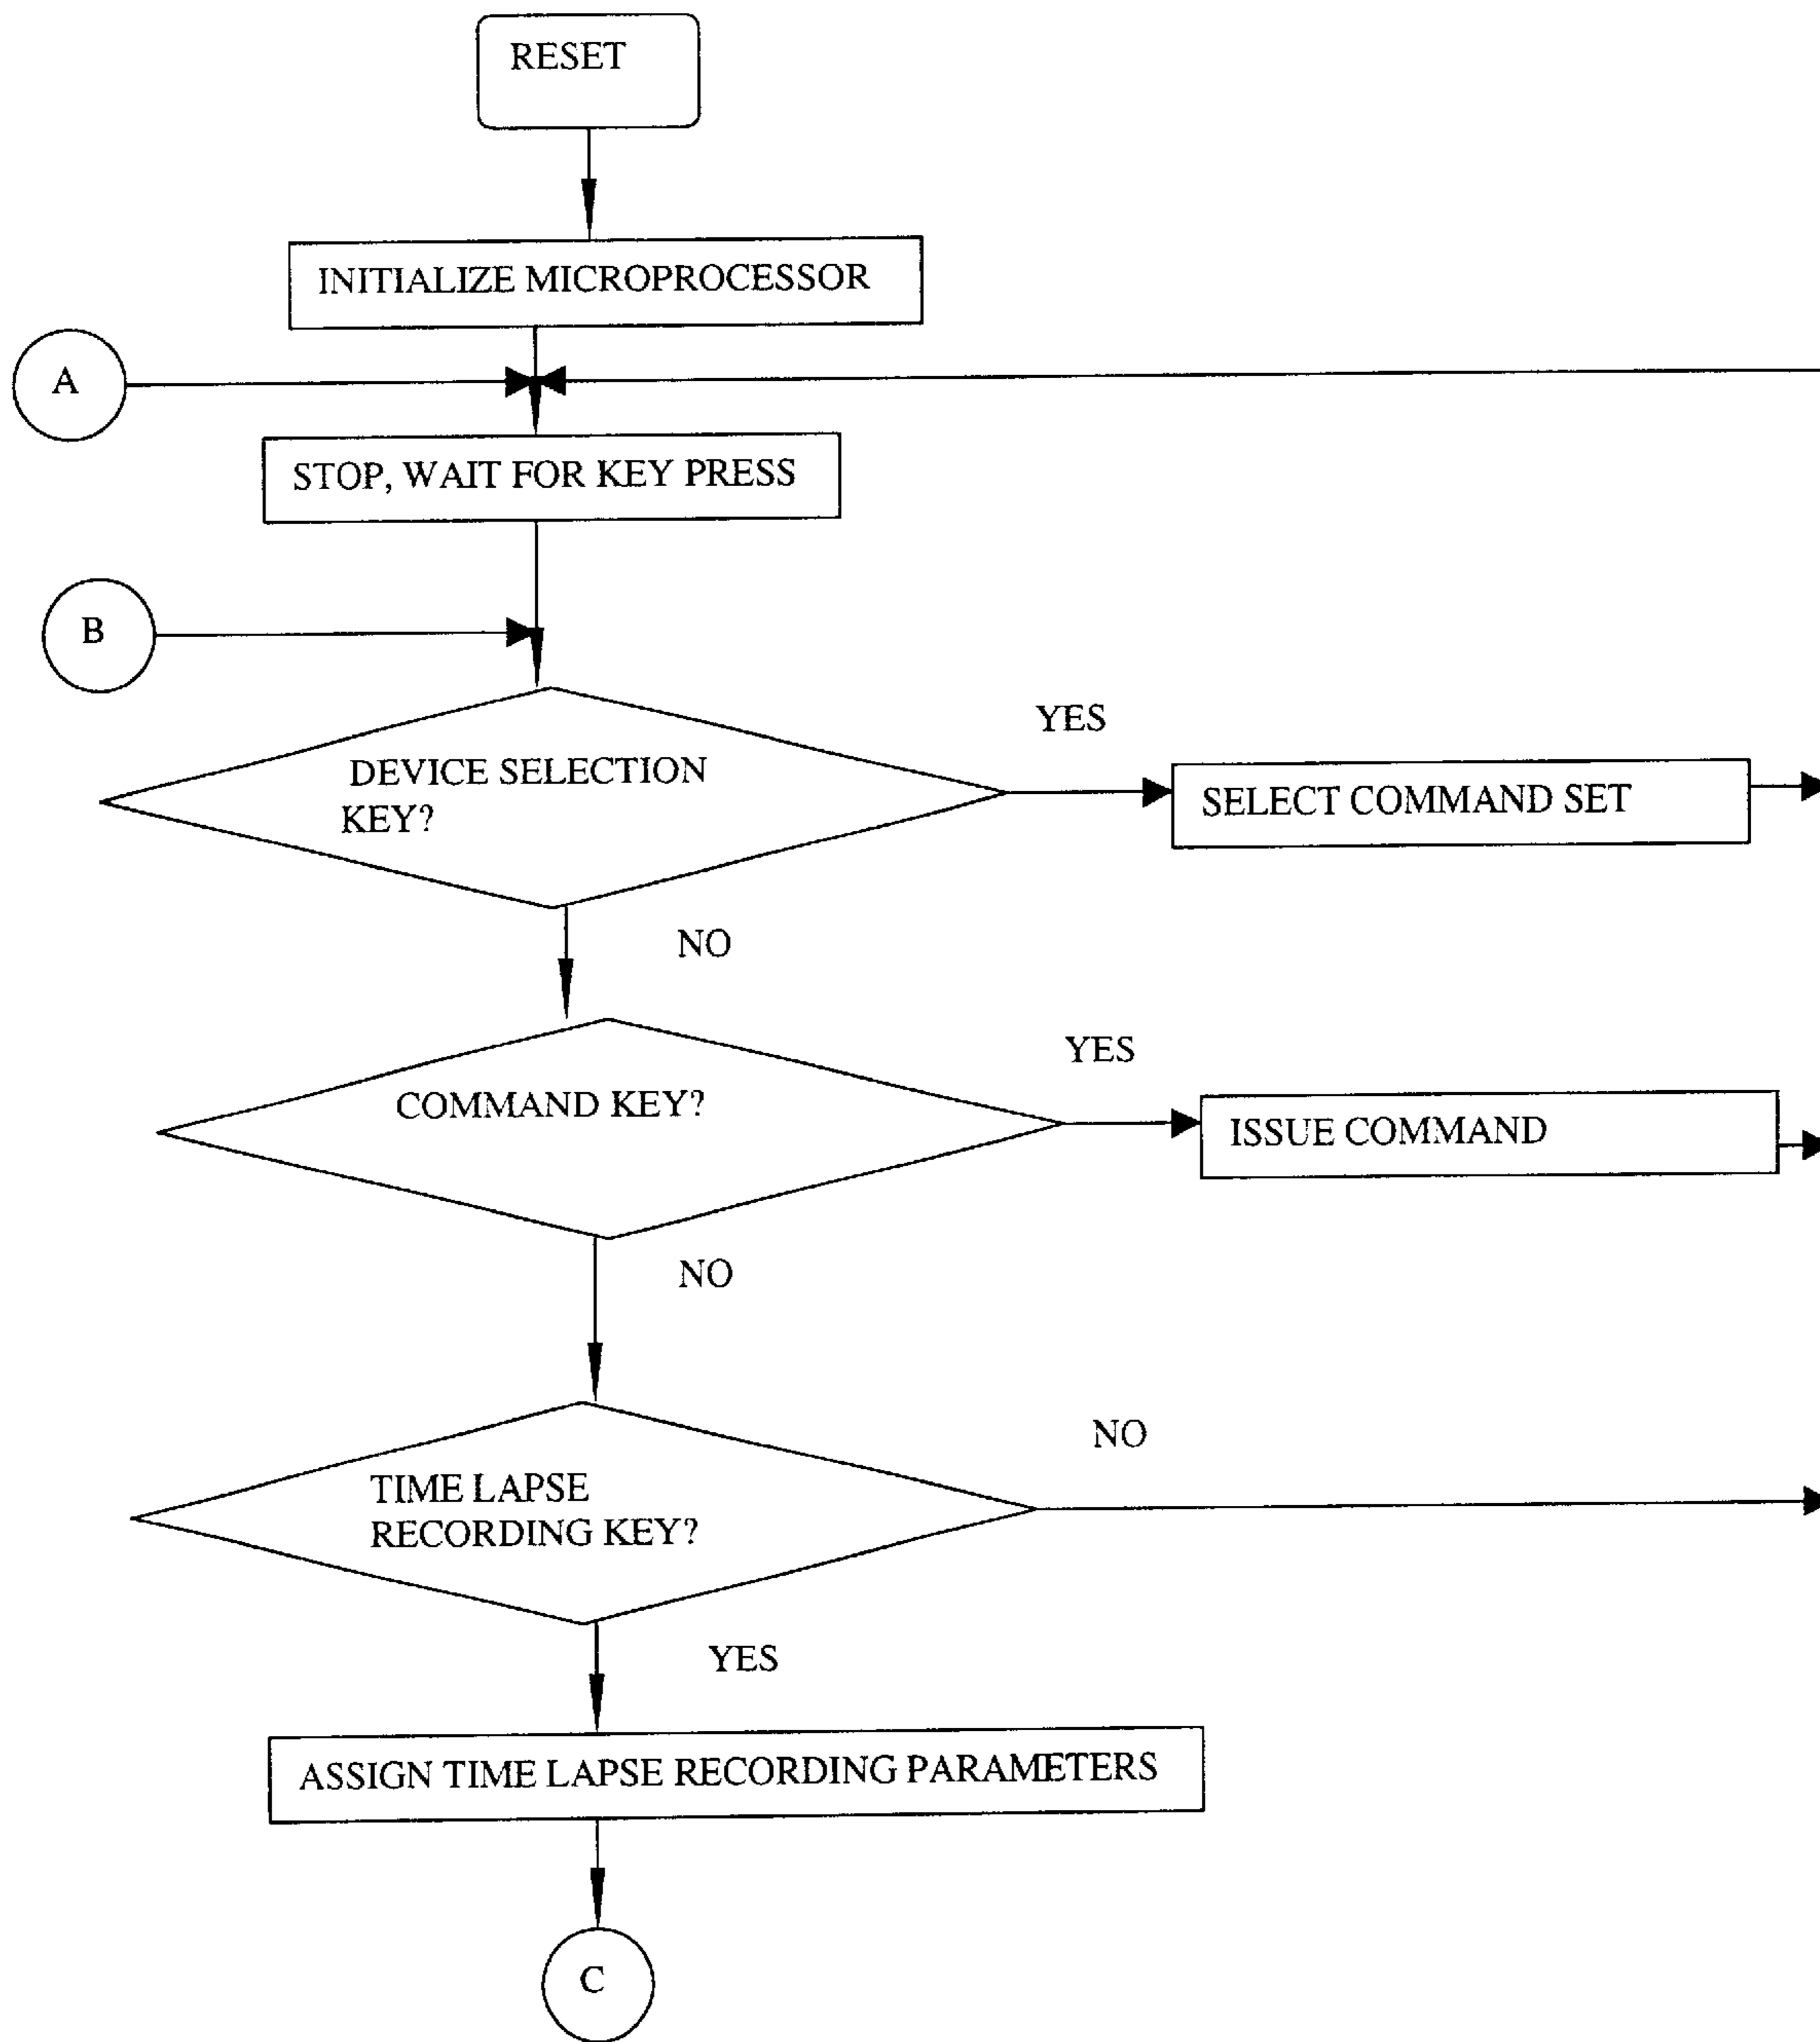 RESET
INITIALIZE MICROPROCESSOR
A
STOP, WAIT FOR KEY PRESS
B
YES
DEVICE SELECTION
KEY?
SELECT COMMAND SET
NO
YES
COMMAND KEY?
ISSUE COMMAND
NO
NO
TIME LAPSE
RECORDING KEY?
YES
ASSIGN TIME LAPSE RECORDING PARAMETERS
C